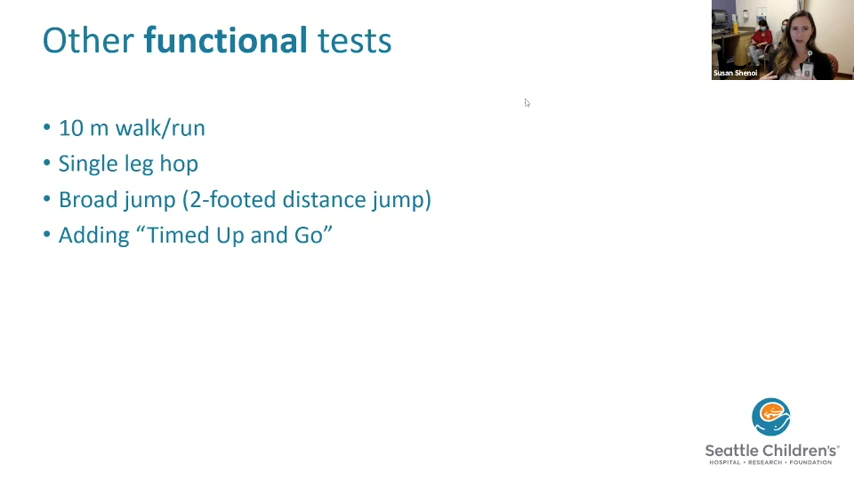 Other functional tests
Susan Shenoi
• 10 m walk/run
• Single leg hop
• Broad jump (2-footed distance jump)
• Adding “Timed Up and Go”
Seattle Children's®
HOSPITAL • RESEARCH • FOUNDATION